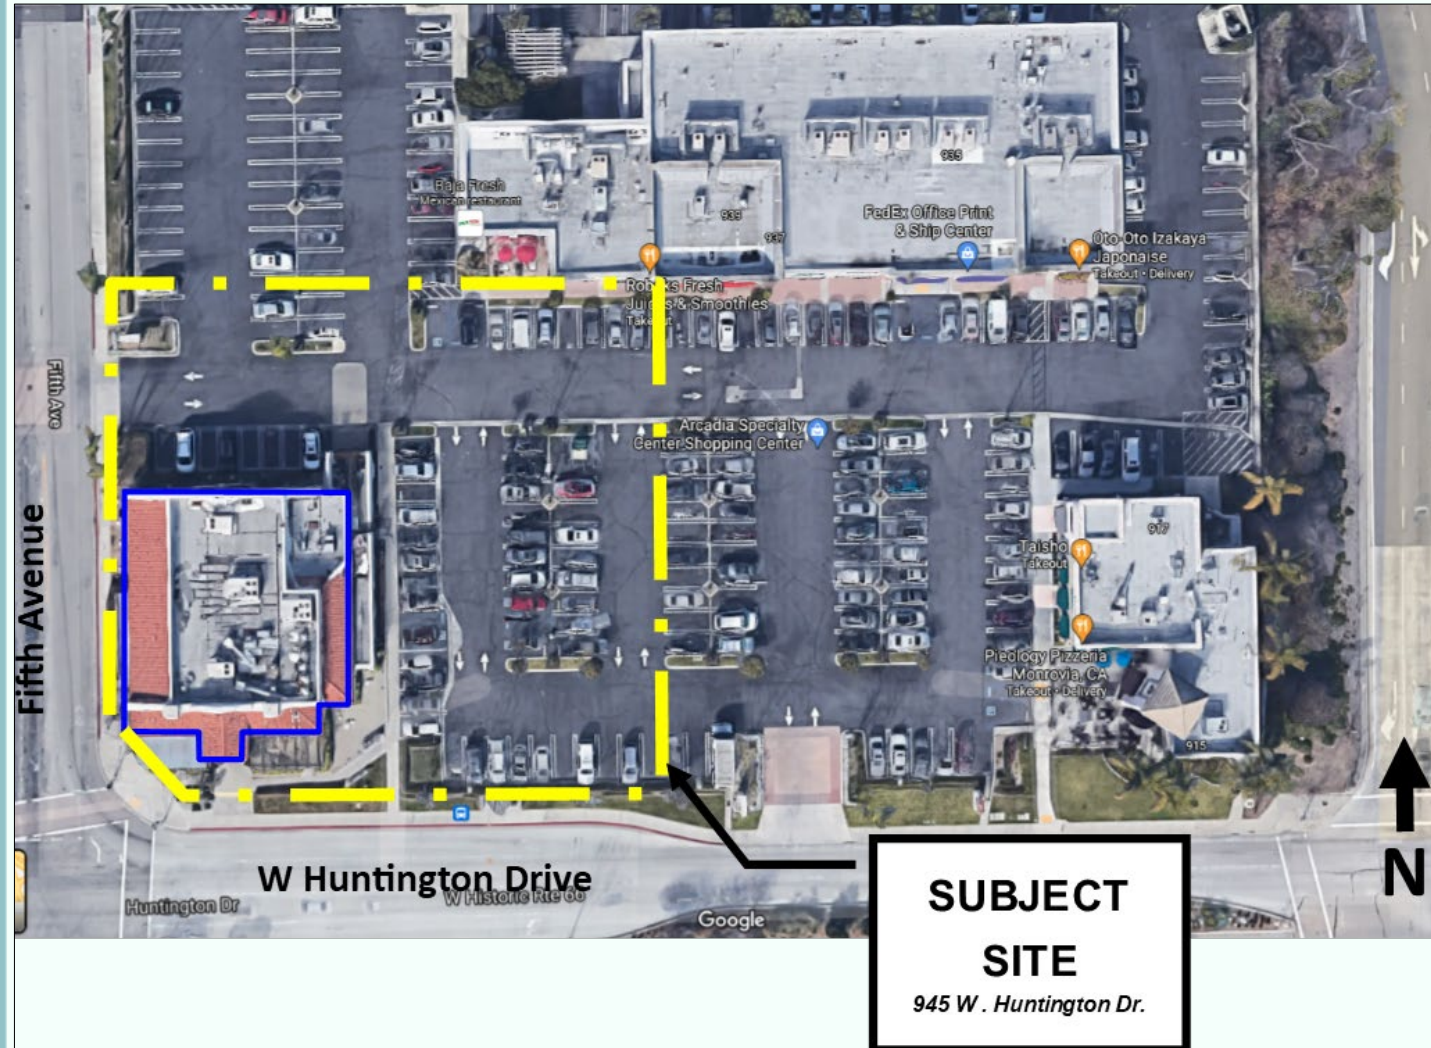 Baja Fresh
Mexican restaurant
935
935
937
FedEx Office Print
& Ship Center
Oto-Oto Izakaya
Japonaise
Takeout • Delivery
Fresh
& Smoothies
Fifth Ave
Arcadia Specialty
Center Shopping Center
Fifth Avenue
917
Taisho
Takeout
Pieology Pizzeria
Monrovia, CA
Takeout • Delivery
915
W Huntington Drive
W Historic Rte 66
Huntington Dr
Google
N
SUBJECT
SITE
945 W . Huntington Dr.